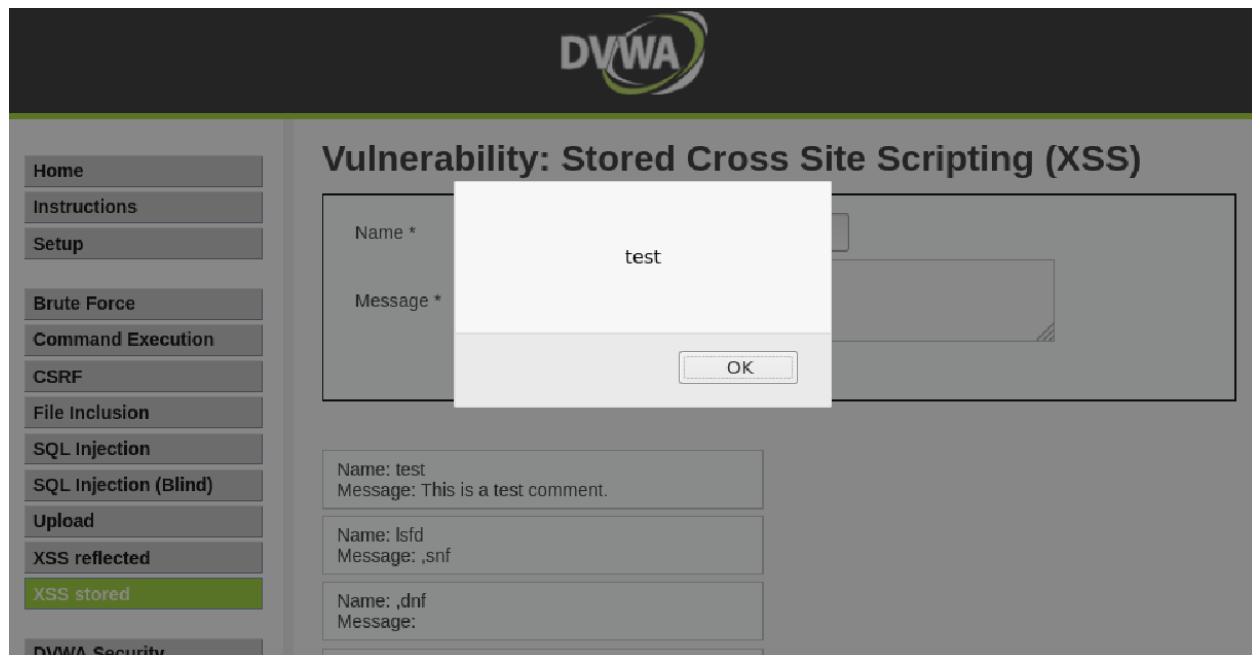 DVWA
Home
Instructions
Setup
Brute Force
Command Execution
CSRF
File Inclusion
SQL Injection
SQL Injection (Blind)
Upload
XSS reflected
XSS stored
DVWA Security
Vulnerability: Stored Cross Site Scripting (XSS)
Name *
Message *
test
OK
Name: test
Message: This is a test comment.
Name: lsfd
Message: ,snf
Name: ,dnf
Message: